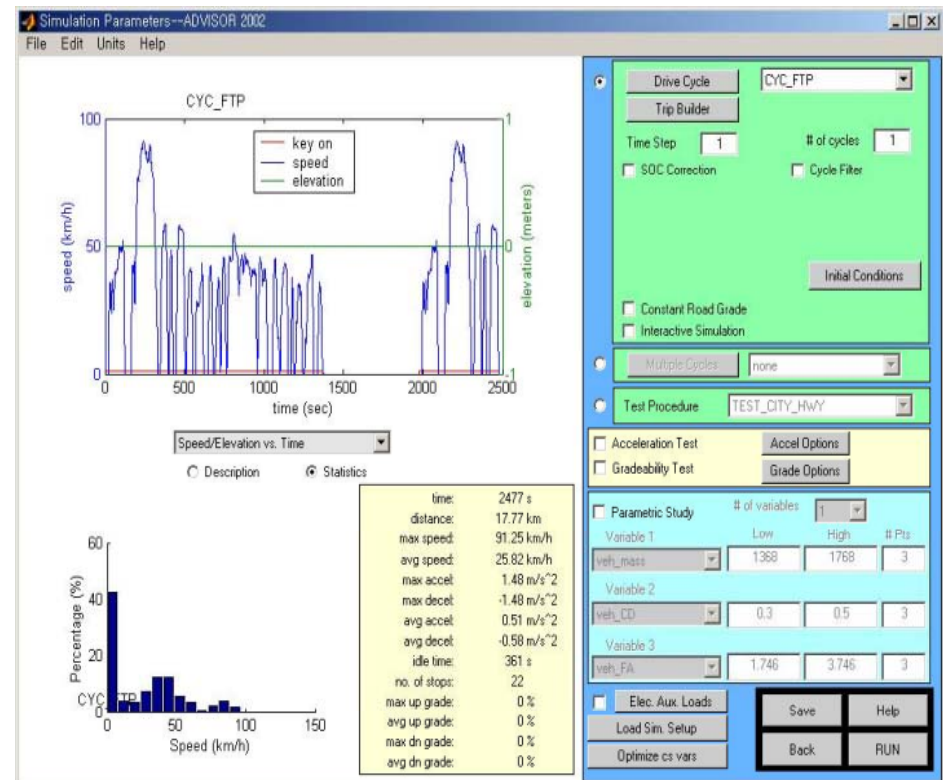 Simulation Parameters--ADVISOR 2002
File Edit Units Help
CYC_FTP
100
50
0
speed (km/h)
key on
speed
elevation
1
0
-1
elevation (meters)
0 500 1000 1500 2000 2500
time (sec)
Speed/Elevation vs. Time
Description Statistics
60
40
20
0
Percentage (%)
CYC_FTP
0 50 100 150
Speed (km/h)
time: 2477 s
distance: 17.77 km
max speed: 91.25 km/h
avg speed: 25.82 km/h
max accel: 1.48 m/s^2
max decel: -1.48 m/s^2
avg accel: 0.51 m/s^2
avg decel: -0.58 m/s^2
idle time: 361 s
no. of stops: 22
max up grade: 0 %
avg up grade: 0 %
max dn grade: 0 %
avg dn grade: 0 %
Drive Cycle CYC_FTP
Trip Builder
Time Step 1 # of cycles 1
SOC Correction Cycle Filter
Initial Conditions
Constant Road Grade
Interactive Simulation
Multiple Cycles none
Test Procedure TEST_CITY_HWY
Acceleration Test Accel Options
Gradeability Test Grade Options
Parametric Study # of variables 1
Variable 1 Low High # Pts
veh_mass 1368 1768 3
Variable 2
veh_CD 0.3 0.5 3
Variable 3
veh_FA 1.746 3.746 3
Elec. Aux. Loads
Load Sim. Setup
Optimize cs vars
Save Help
Back RUN